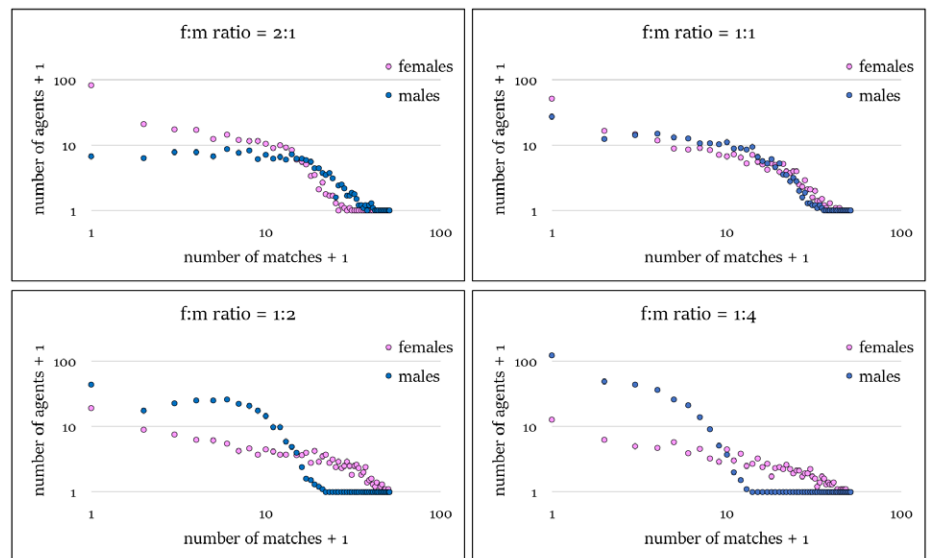 f:m ratio = 2:1
females
males
number of agents + 1
100
10
1
1
10
100
number of matches + 1
f:m ratio = 1:1
females
males
number of agents + 1
100
10
1
1
10
100
number of matches + 1
f:m ratio = 1:2
females
males
number of agents + 1
100
10
1
1
10
100
number of matches + 1
f:m ratio = 1:4
females
males
number of agents + 1
100
10
1
1
10
100
number of matches + 1